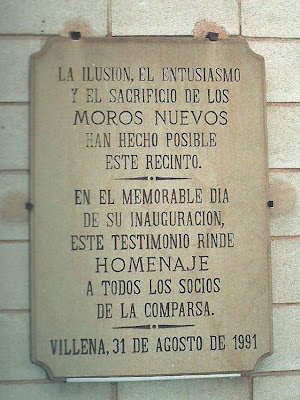 LA ILUSION, EL ENTUSIASMO
Y EL SACRIFICIO DE LOS
MOROS NUEVOS
HAN HECHO POSIBLE
ESTE RECINTO.
EN EL MEMORABLE DIA
DE SU INAUGURACION,
ESTE TESTIMONIO RINDE
HOMENAJE
A TODOS LOS SOCIOS
DE LA COMPARSA.
VILLENA, 31 DE AGOSTO DE 1991